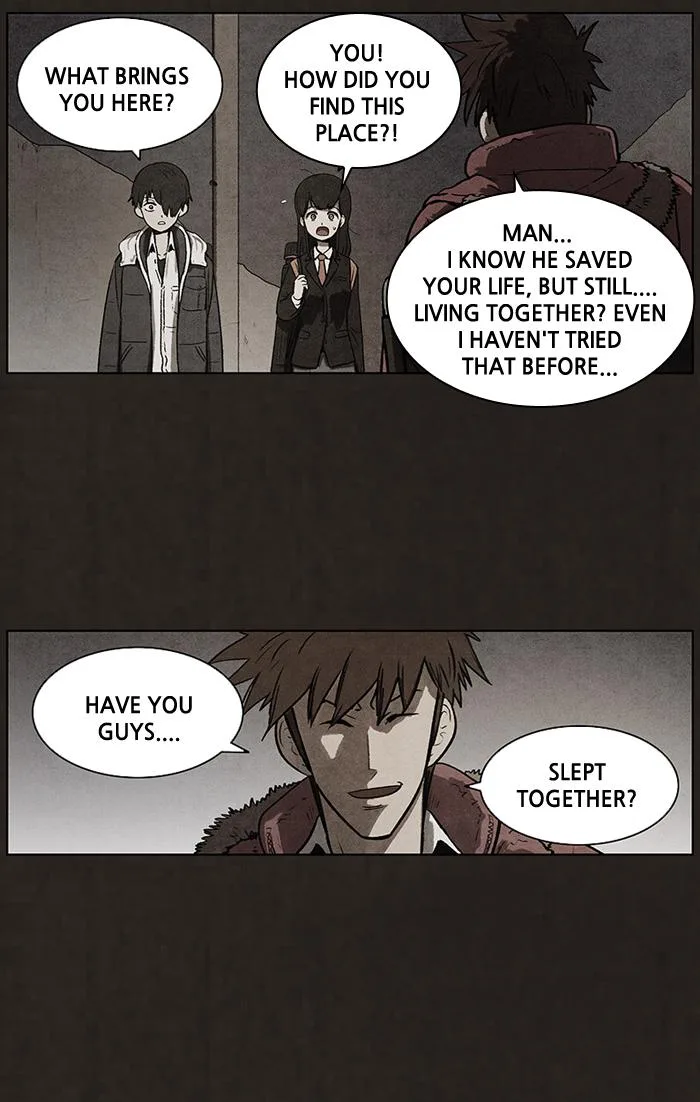 WHAT BRINGS
YOU HERE?
YOU!
HOW DID YOU
FIND THIS
PLACE?!
MAN...
I KNOW HE SAVED
YOUR LIFE, BUT STILL....
LIVING TOGETHER? EVEN
I HAVEN'T TRIED
THAT BEFORE...
HAVE YOU
GUYS....
SLEPT
TOGETHER?